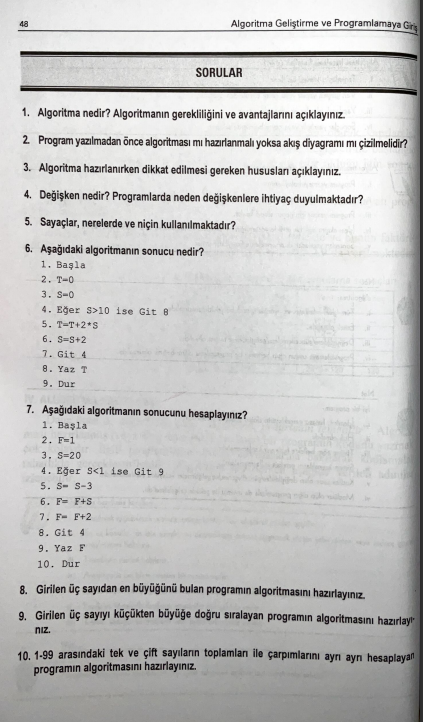 48
Algoritma Geliştirme ve Programlamaya Giriş
SORULAR
1. Algoritma nedir? Algoritmanın gerekliliğini ve avantajlarını açıklayınız.
2. Program yazılmadan önce algoritması mı hazırlanmalı yoksa akış diyagramı mı çizilmelidir?
3. Algoritma hazırlanırken dikkat edilmesi gereken hususları açıklayınız.
4. Değişken nedir? Programlarda neden değişkenlere ihtiyaç duyulmaktadır?
5. Sayaçlar, nerelerde ve niçin kullanılmaktadır?
6. Aşağıdaki algoritmanın sonucu nedir?
1. Başla
2. T=0
3. S=0
4. Eğer S>10 ise Git 8
5. T=T+2*S
6. S=S+2
7. Git 4
8. Yaz T
9. Dur
7. Aşağıdaki algoritmanın sonucunu hesaplayınız?
1. Başla
2. F=1
3. S=20
4. Eğer S<1 ise Git 9
5. S= S-3
6. F= F+S
7. F= F+2
8. Git 4
9. Yaz F
10. Dur
8. Girilen üç sayıdan en büyüğünü bulan programın algoritmasını hazırlayınız.
9. Girilen üç sayıyı küçükten büyüğe doğru sıralayan programın algoritmasını hazırlayı-
nız.
10. 1-99 arasındaki tek ve çift sayıların toplamları ile çarpımlarını ayrı ayrı hesaplayan
programın algoritmasını hazırlayınız.